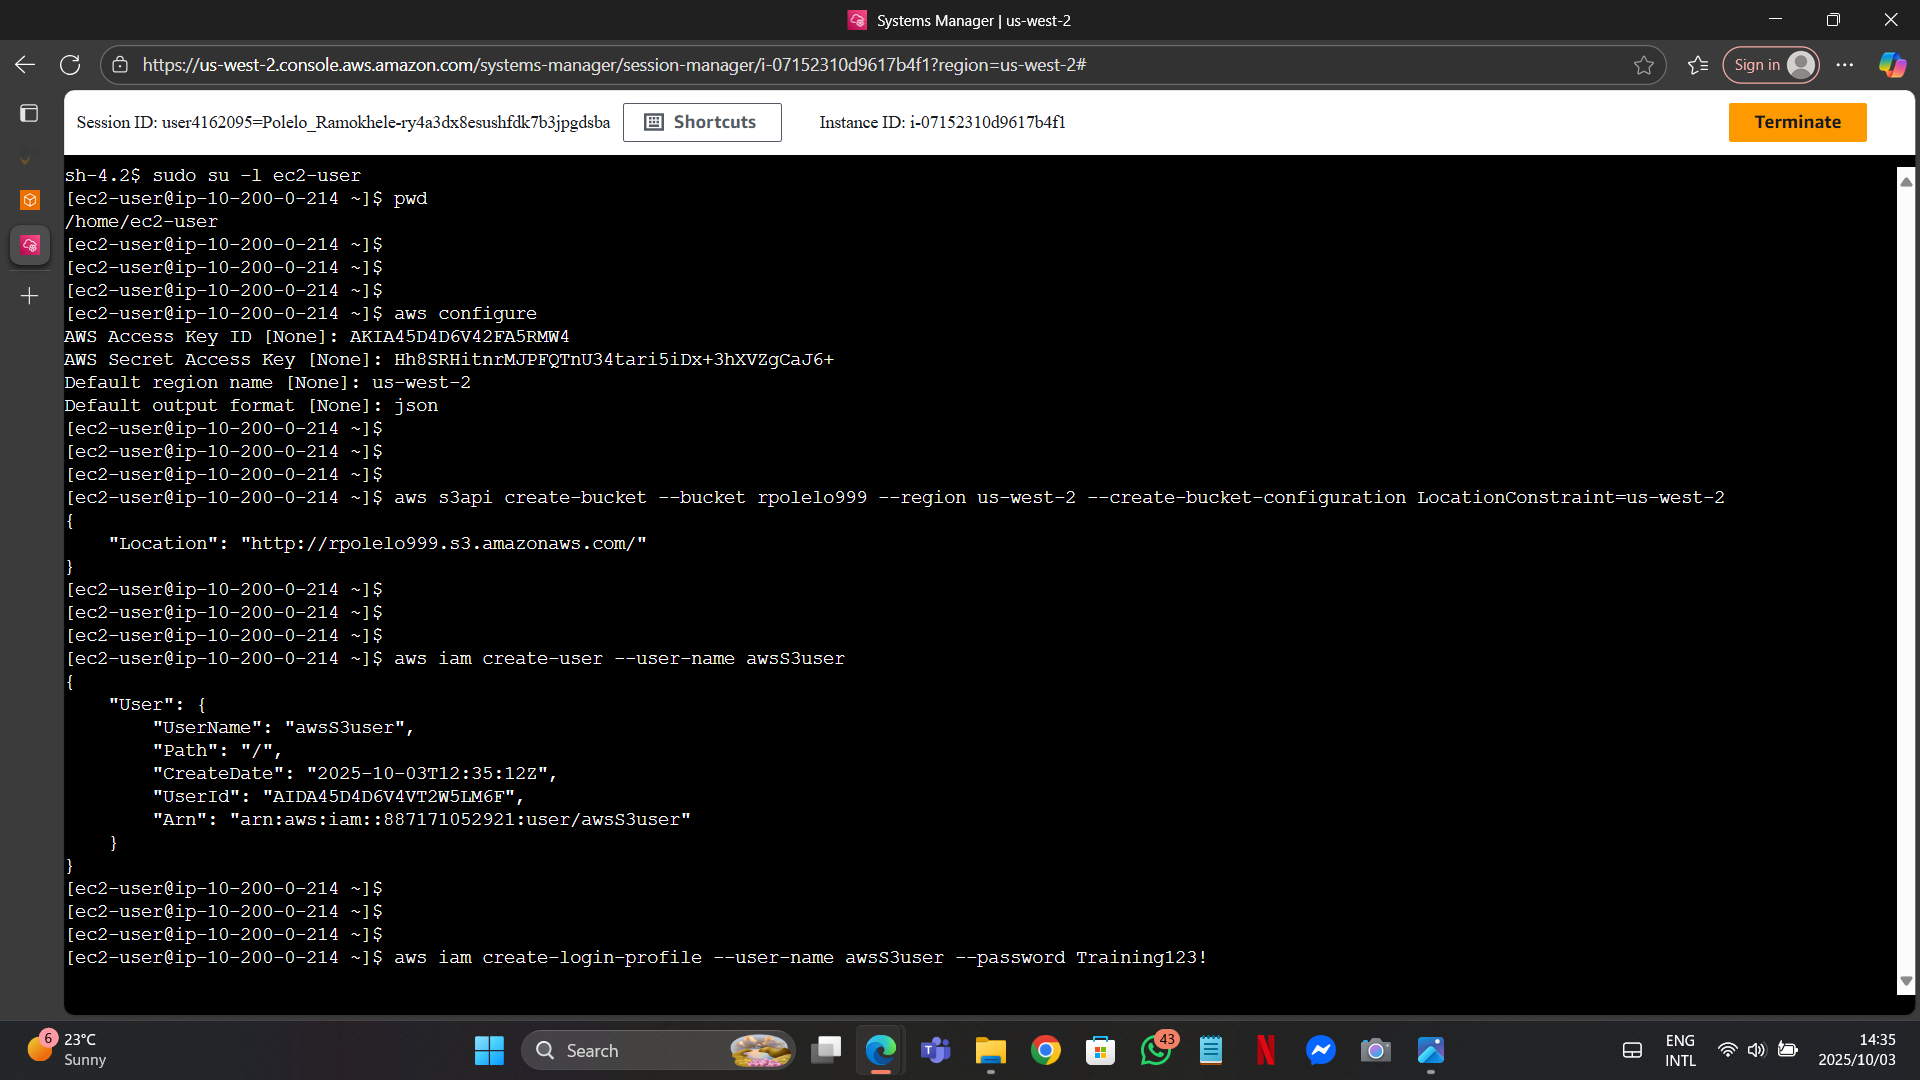 Systems Manager | us-west-2
https://us-west-2.console.aws.amazon.com/systems-manager/session-manager/i-07152310d9617b4f1?region=us-west-2#
Sign in
Session ID: user4162095=Polelo_Ramokhele-ry4a3dx8esushfdk7b3jpgdsba
Shortcuts
Instance ID: i-07152310d9617b4f1
Terminate
sh-4.2$ sudo su -l ec2-user
[ec2-user@ip-10-200-0-214 ~]$ pwd
/home/ec2-user
[ec2-user@ip-10-200-0-214 ~]$
[ec2-user@ip-10-200-0-214 ~]$
[ec2-user@ip-10-200-0-214 ~]$
[ec2-user@ip-10-200-0-214 ~]$ aws configure
AWS Access Key ID [None]: AKIA45D4D6V42FA5RMW4
AWS Secret Access Key [None]: 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
Default region name [None]: us-west-2
Default output format [None]: json
[ec2-user@ip-10-200-0-214 ~]$
[ec2-user@ip-10-200-0-214 ~]$
[ec2-user@ip-10-200-0-214 ~]$
[ec2-user@ip-10-200-0-214 ~]$ aws s3api create-bucket --bucket rpolelo999 --region us-west-2 --create-bucket-configuration LocationConstraint=us-west-2
{
    "Location": "http://rpolelo999.s3.amazonaws.com/"
}
[ec2-user@ip-10-200-0-214 ~]$
[ec2-user@ip-10-200-0-214 ~]$
[ec2-user@ip-10-200-0-214 ~]$
[ec2-user@ip-10-200-0-214 ~]$ aws iam create-user --user-name awsS3user
{
    "User": {
        "UserName": "awsS3user",
        "Path": "/",
        "CreateDate": "2025-10-03T12:35:12Z",
        "UserId": "AIDA45D4D6V4VT2W5LM6F",
        "Arn": "arn:aws:iam::887171052921:user/awsS3user"
    }
}
[ec2-user@ip-10-200-0-214 ~]$
[ec2-user@ip-10-200-0-214 ~]$
[ec2-user@ip-10-200-0-214 ~]$
[ec2-user@ip-10-200-0-214 ~]$ aws iam create-login-profile --user-name awsS3user --password Training123!
6
23°C
Sunny
Search
43
ENG
INTL
14:35
2025/10/03